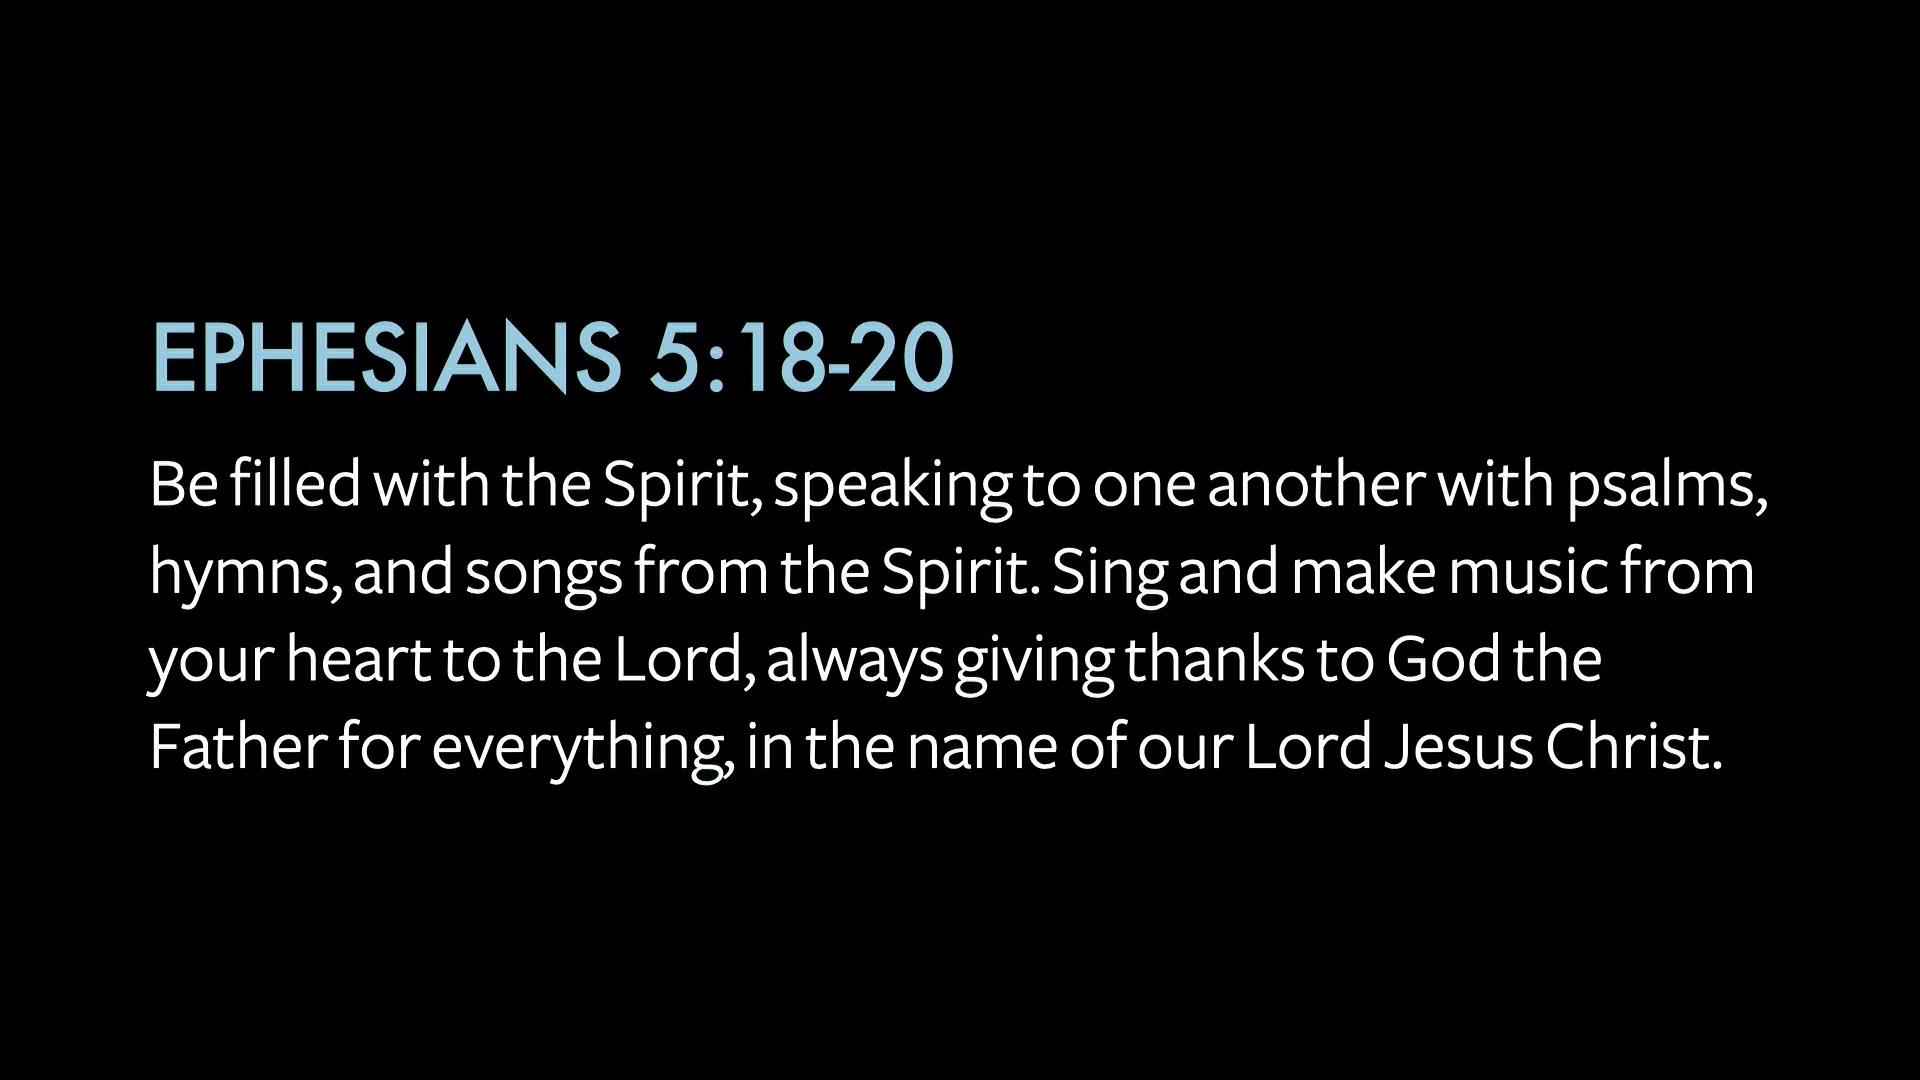 EPHESIANS 5:18-20
Be filled with the Spirit, speaking to one another with psalms,
hymns, and songs from the Spirit. Sing and make music from
your heart to the Lord, always giving thanks to God the
Father for everything, in the name of our Lord Jesus Christ.